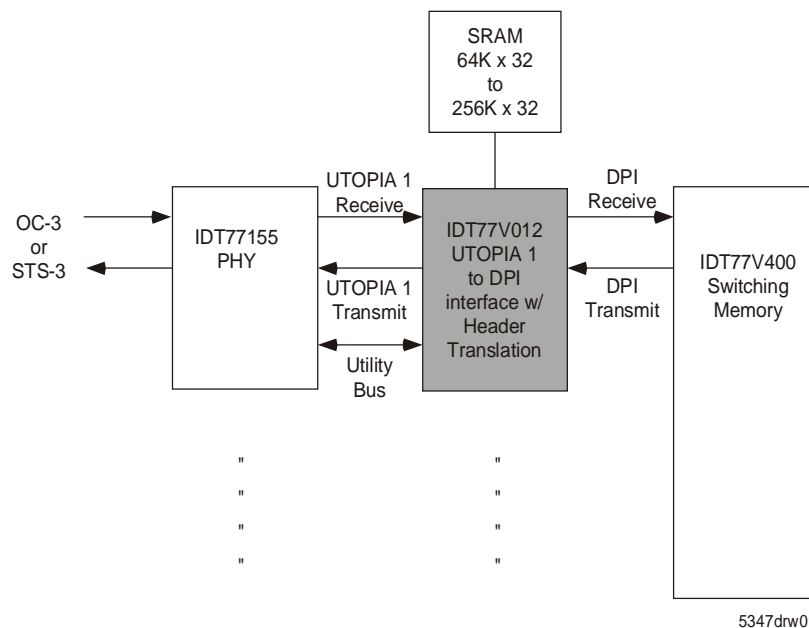 SRAM
64K x 32
to
256K x 32
OC-3
or
STS-3
IDT77155
PHY
UTOPIA 1
Receive
UTOPIA 1
Transmit
Utility
Bus
IDT77V012
UTOPIA 1
to DPI
interface w/
Header
Translation
DPI
Receive
DPI
Transmit
IDT77V400
Switching
Memory
" "
" "
" "
" "
5347drw0